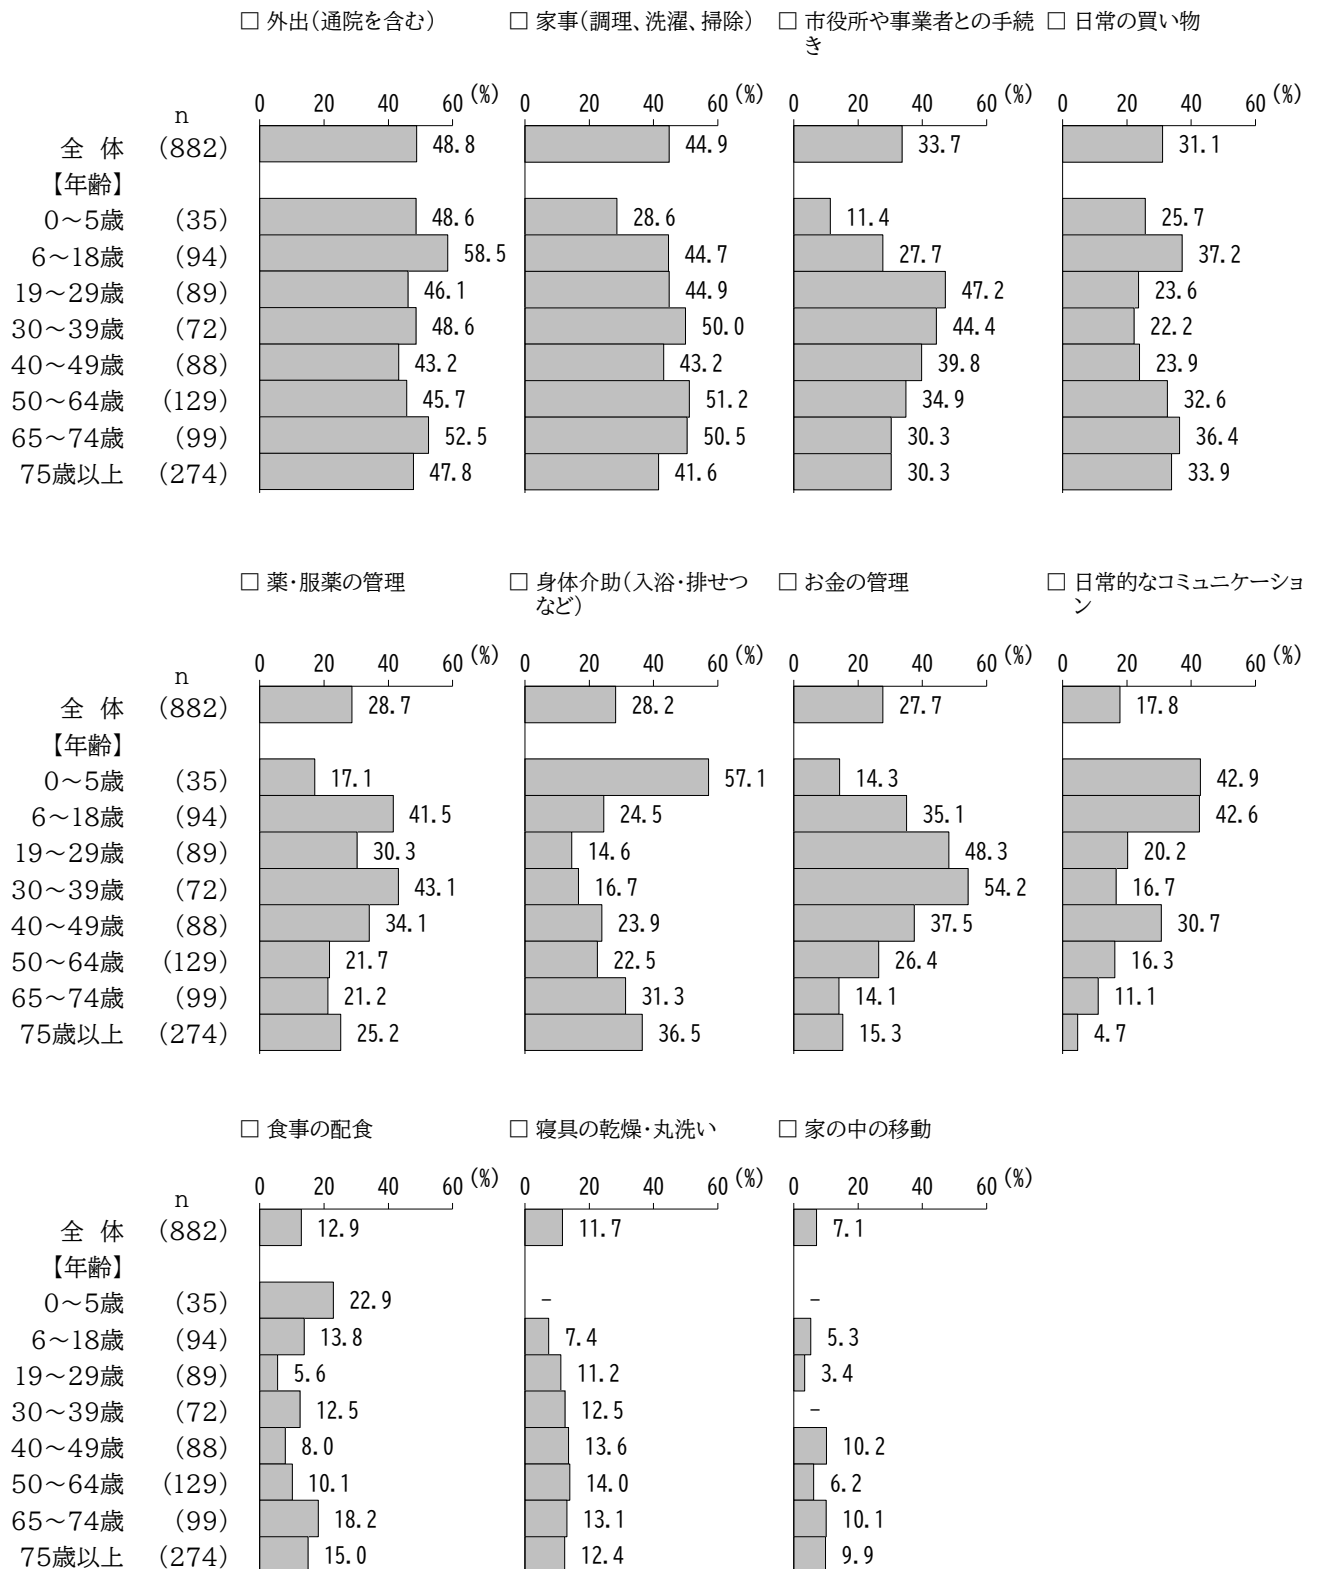 □ 外出（通院を含む） □ 家事（調理、洗濯、掃除） □ 市役所や事業者との手続き □ 日常の買い物
n 0 20 40 60 (%) 0 20 40 60 (%) 0 20 40 60 (%) 0 20 40 60 (%)
全 体 (882) 48.8 44.9 33.7 31.1
【年齢】
0～5歳 (35) 48.6 28.6 11.4 25.7
6～18歳 (94) 58.5 44.7 27.7 37.2
19～29歳 (89) 46.1 44.9 47.2 23.6
30～39歳 (72) 48.6 50.0 44.4 22.2
40～49歳 (88) 43.2 43.2 39.8 23.9
50～64歳 (129) 45.7 51.2 34.9 32.6
65～74歳 (99) 52.5 50.5 30.3 36.4
75歳以上 (274) 47.8 41.6 30.3 33.9
□ 薬・服薬の管理 □ 身体介助（入浴・排せつなど） □ お金の管理 □ 日常的なコミュニケーション
n 0 20 40 60 (%) 0 20 40 60 (%) 0 20 40 60 (%) 0 20 40 60 (%)
全 体 (882) 28.7 28.2 27.7 17.8
【年齢】
0～5歳 (35) 17.1 57.1 14.3 42.9
6～18歳 (94) 41.5 24.5 35.1 42.6
19～29歳 (89) 30.3 14.6 48.3 20.2
30～39歳 (72) 43.1 16.7 54.2 16.7
40～49歳 (88) 34.1 23.9 37.5 30.7
50～64歳 (129) 21.7 22.5 26.4 16.3
65～74歳 (99) 21.2 31.3 14.1 11.1
75歳以上 (274) 25.2 36.5 15.3 4.7
□ 食事の配食 □ 寝具の乾燥・丸洗い □ 家の中の移動
n 0 20 40 60 (%) 0 20 40 60 (%) 0 20 40 60 (%)
全 体 (882) 12.9 11.7 7.1
【年齢】
0～5歳 (35) 22.9 - -
6～18歳 (94) 13.8 7.4 5.3
19～29歳 (89) 5.6 11.2 3.4
30～39歳 (72) 12.5 12.5 -
40～49歳 (88) 8.0 13.6 10.2
50～64歳 (129) 10.1 14.0 6.2
65～74歳 (99) 18.2 13.1 10.1
75歳以上 (274) 15.0 12.4 9.9